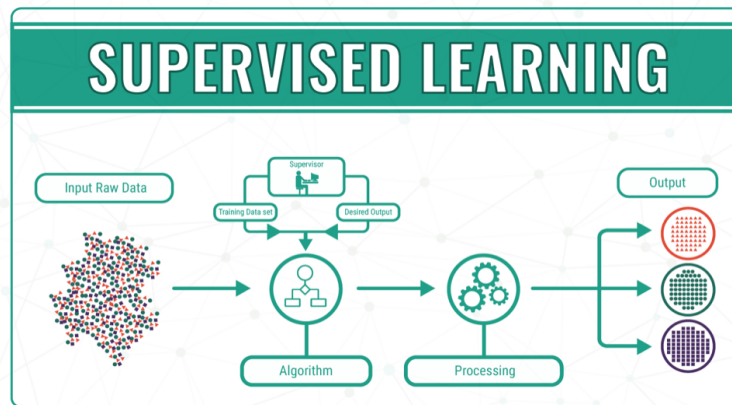 SUPERVISED LEARNING
Supervisor
Input Raw Data
Training Data set
Desired Output
Output
Algorithm
Processing